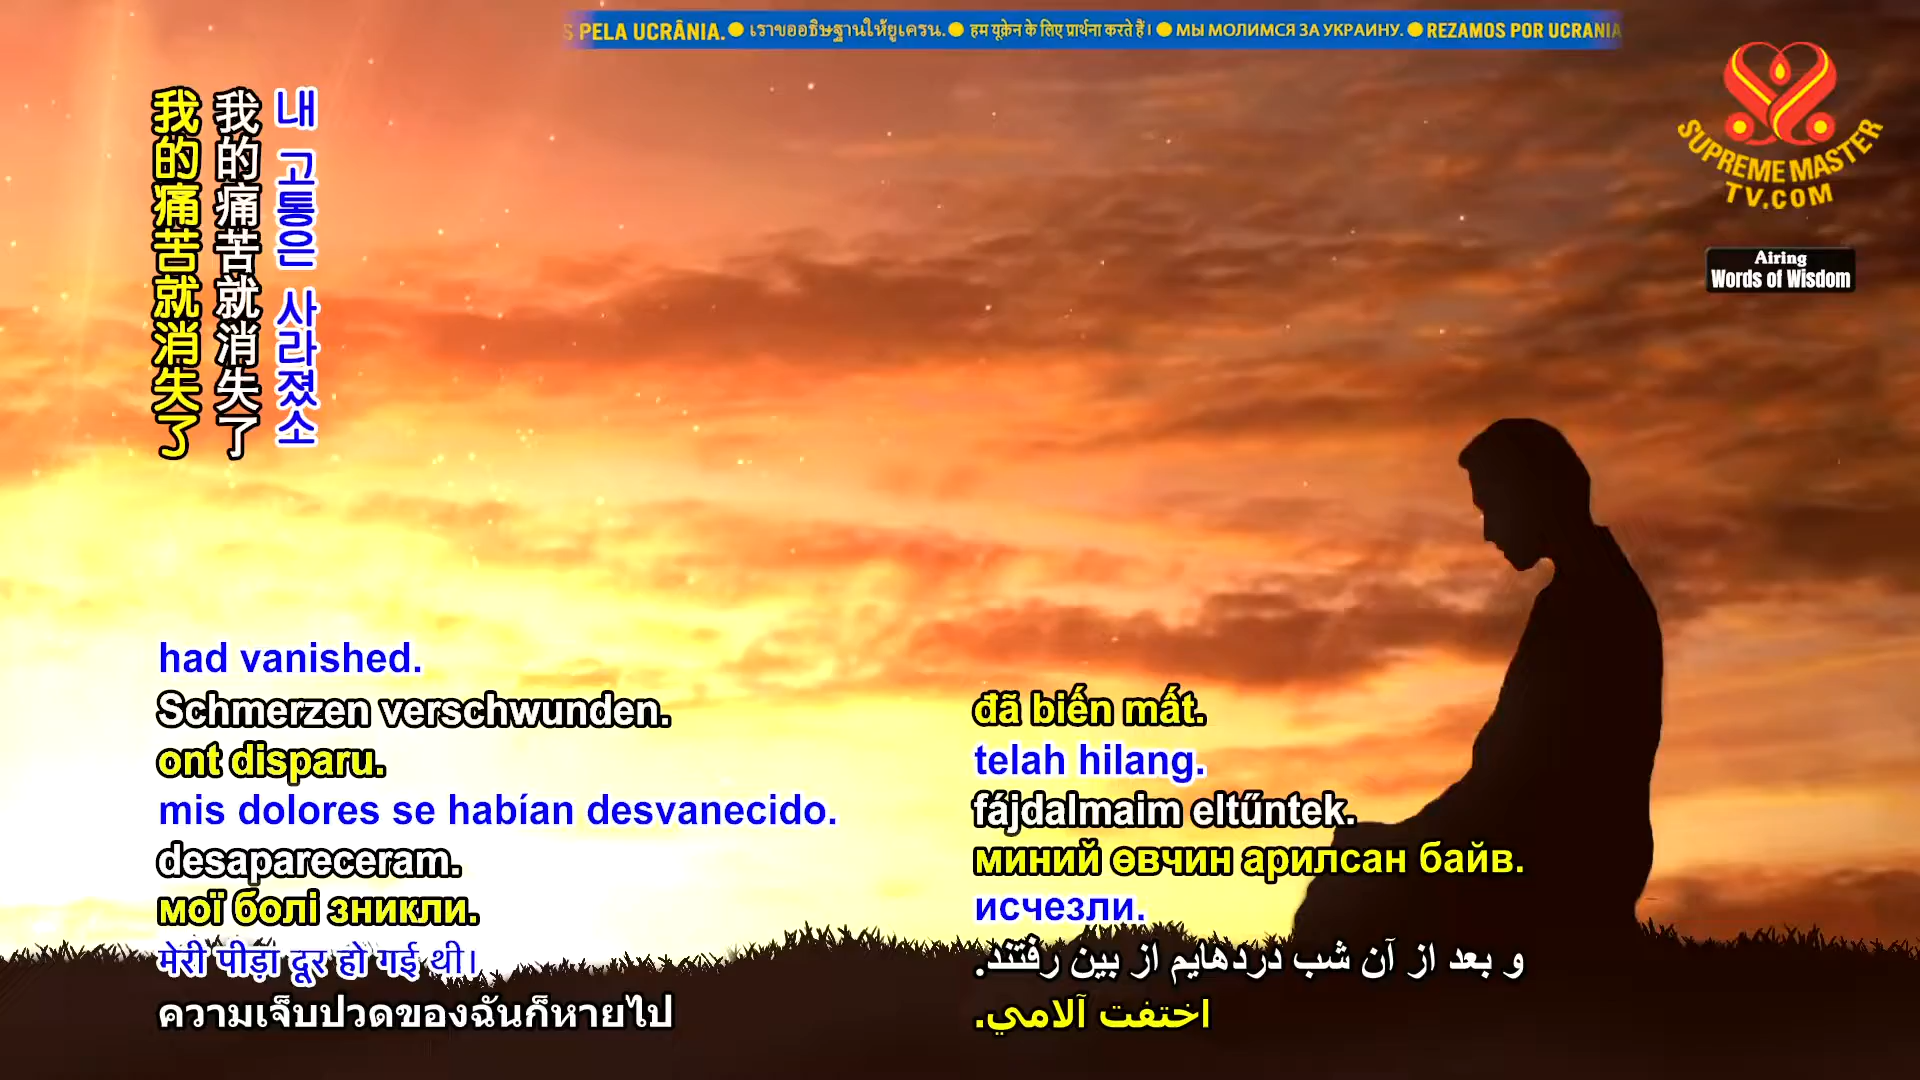 PELA UCRÂNIA. ● เราขออธิษฐานให้ยูเครน. ● हम यूक्रेन के लिए प्रार्थना करते हैं। ● МЫ МОЛИМСЯ ЗА УКРАИНУ. ● REZAMOS POR UCRANIA
SUPREME MASTER
TV.COM
Airing
Words of Wisdom
내 고통은 사라졌소
我的痛苦就消失了
我的痛苦就消失了
had vanished.
Schmerzen verschwunden.
ont disparu.
mis dolores se habían desvanecido.
desapareceram.
мої болі зникли.
मेरी पीड़ा दूर हो गई थी।
ความเจ็บปวดของฉันก็หายไป
đã biến mất.
telah hilang.
fájdalmaim eltűntek.
миний өвчин арилсан байв.
исчезли.
و بعد از آن شب دردهایم از بین رفتند.
اختفت آلامي.